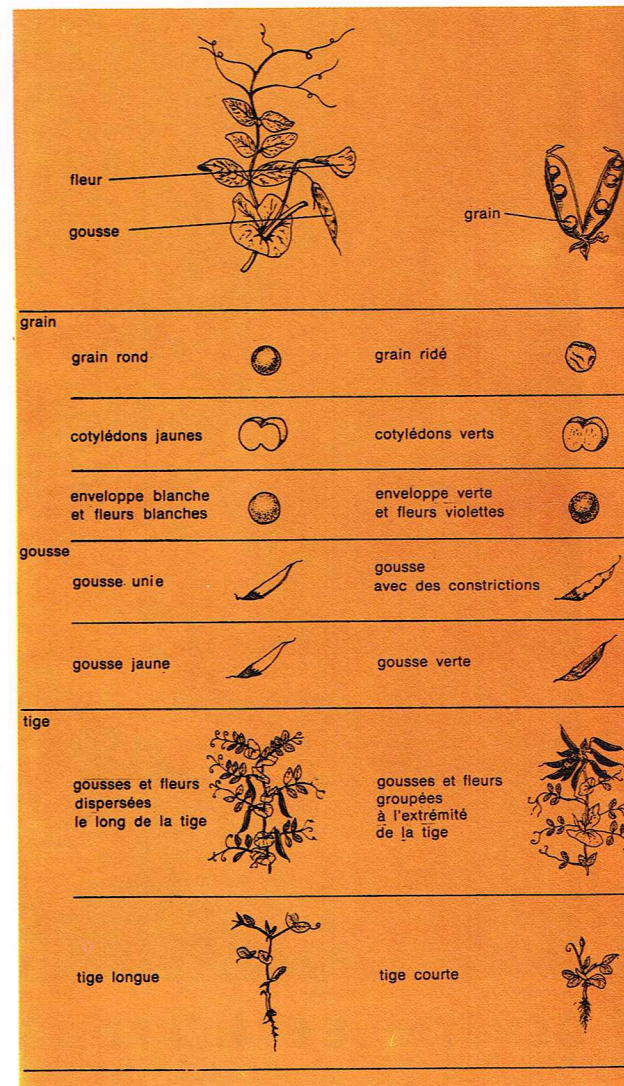 fleur
gousse
grain
grain
grain rond
grain ridé
cotylédons jaunes
cotylédons verts
enveloppe blanche
et fleurs blanches
enveloppe verte
et fleurs violettes
gousse
gousse unie
gousse
avec des constrictions
gousse jaune
gousse verte
tige
gousses et fleurs
dispersées
le long de la tige
gousses et fleurs
groupées
à l'extrémité
de la tige
tige longue
tige courte